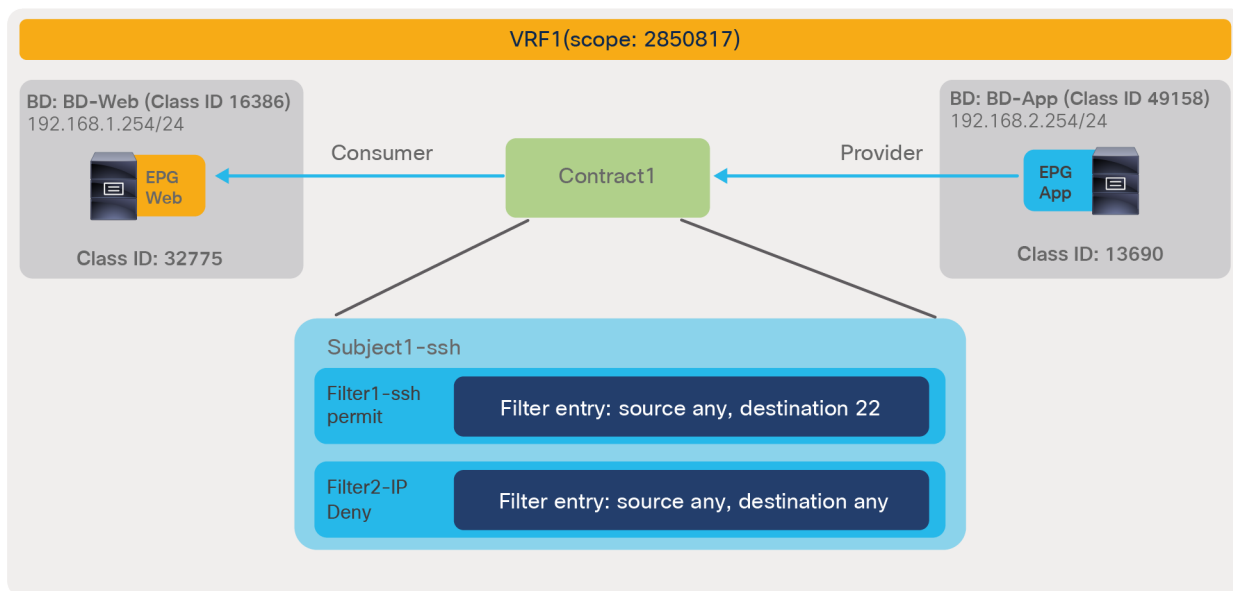 VRF1(scope: 2850817)
BD: BD-Web (Class ID 16386)
192.168.1.254/24
EPG
Web
Class ID: 32775
Consumer
Contract1
Provider
BD: BD-App (Class ID 49158)
192.168.2.254/24
EPG
App
Class ID: 13690
Subject1-ssh
Filter1-ssh
permit
Filter entry: source any, destination 22
Filter2-IP
Deny
Filter entry: source any, destination any